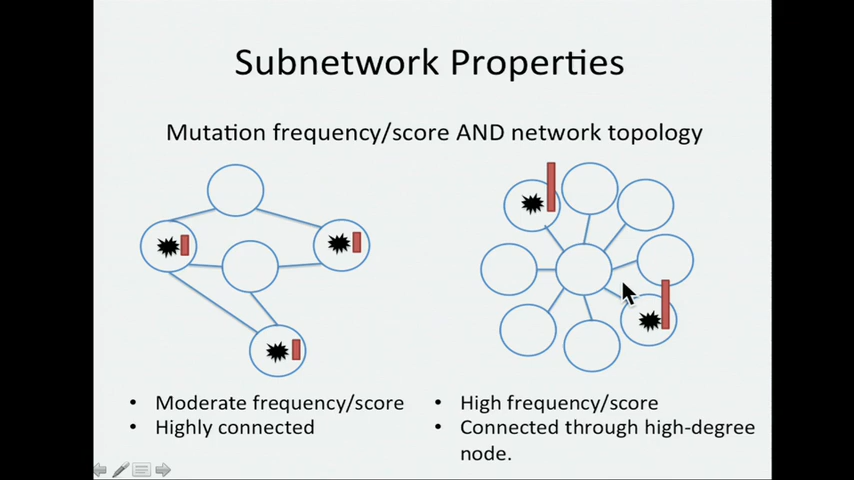 Subnetwork Properties
Mutation frequency/score AND network topology
• Moderate frequency/score
• Highly connected
• High frequency/score
• Connected through high-degree
node.